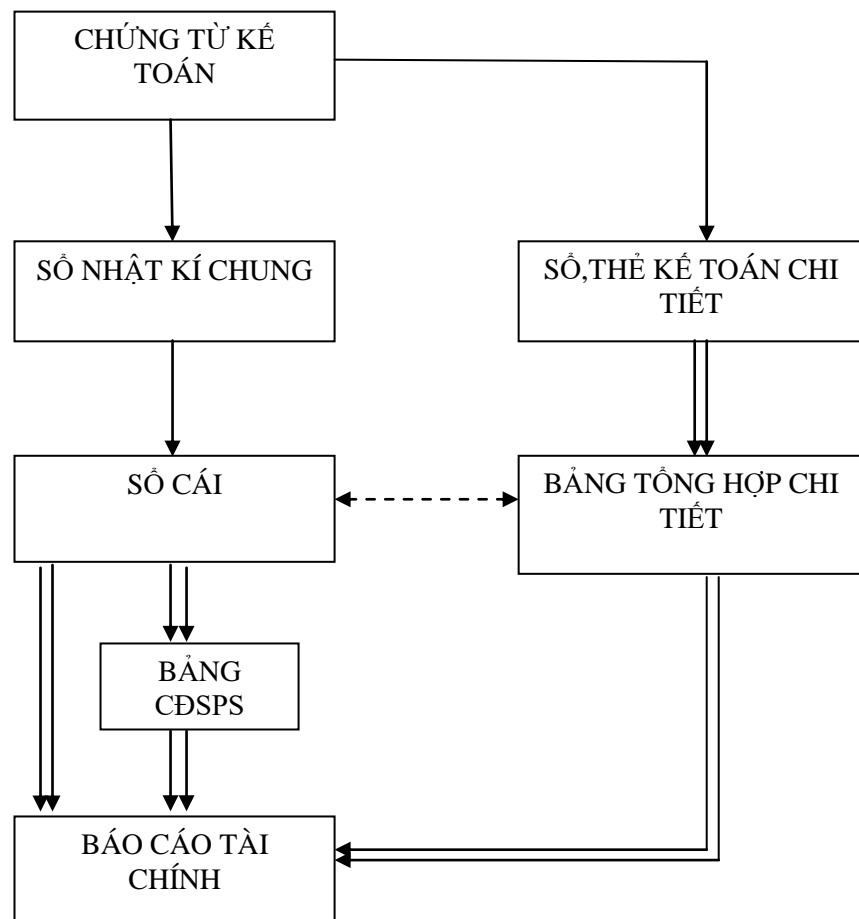 CHỨNG TỪ KẾ
TOÁN
SỔ NHẬT KÍ CHUNG
SỔ,THẺ KẾ TOÁN CHI
TIẾT
SỔ CÁI
BẢNG TỔNG HỢP CHI
TIẾT
BẢNG
CĐSPS
BÁO CÁO TÀI
CHÍNH